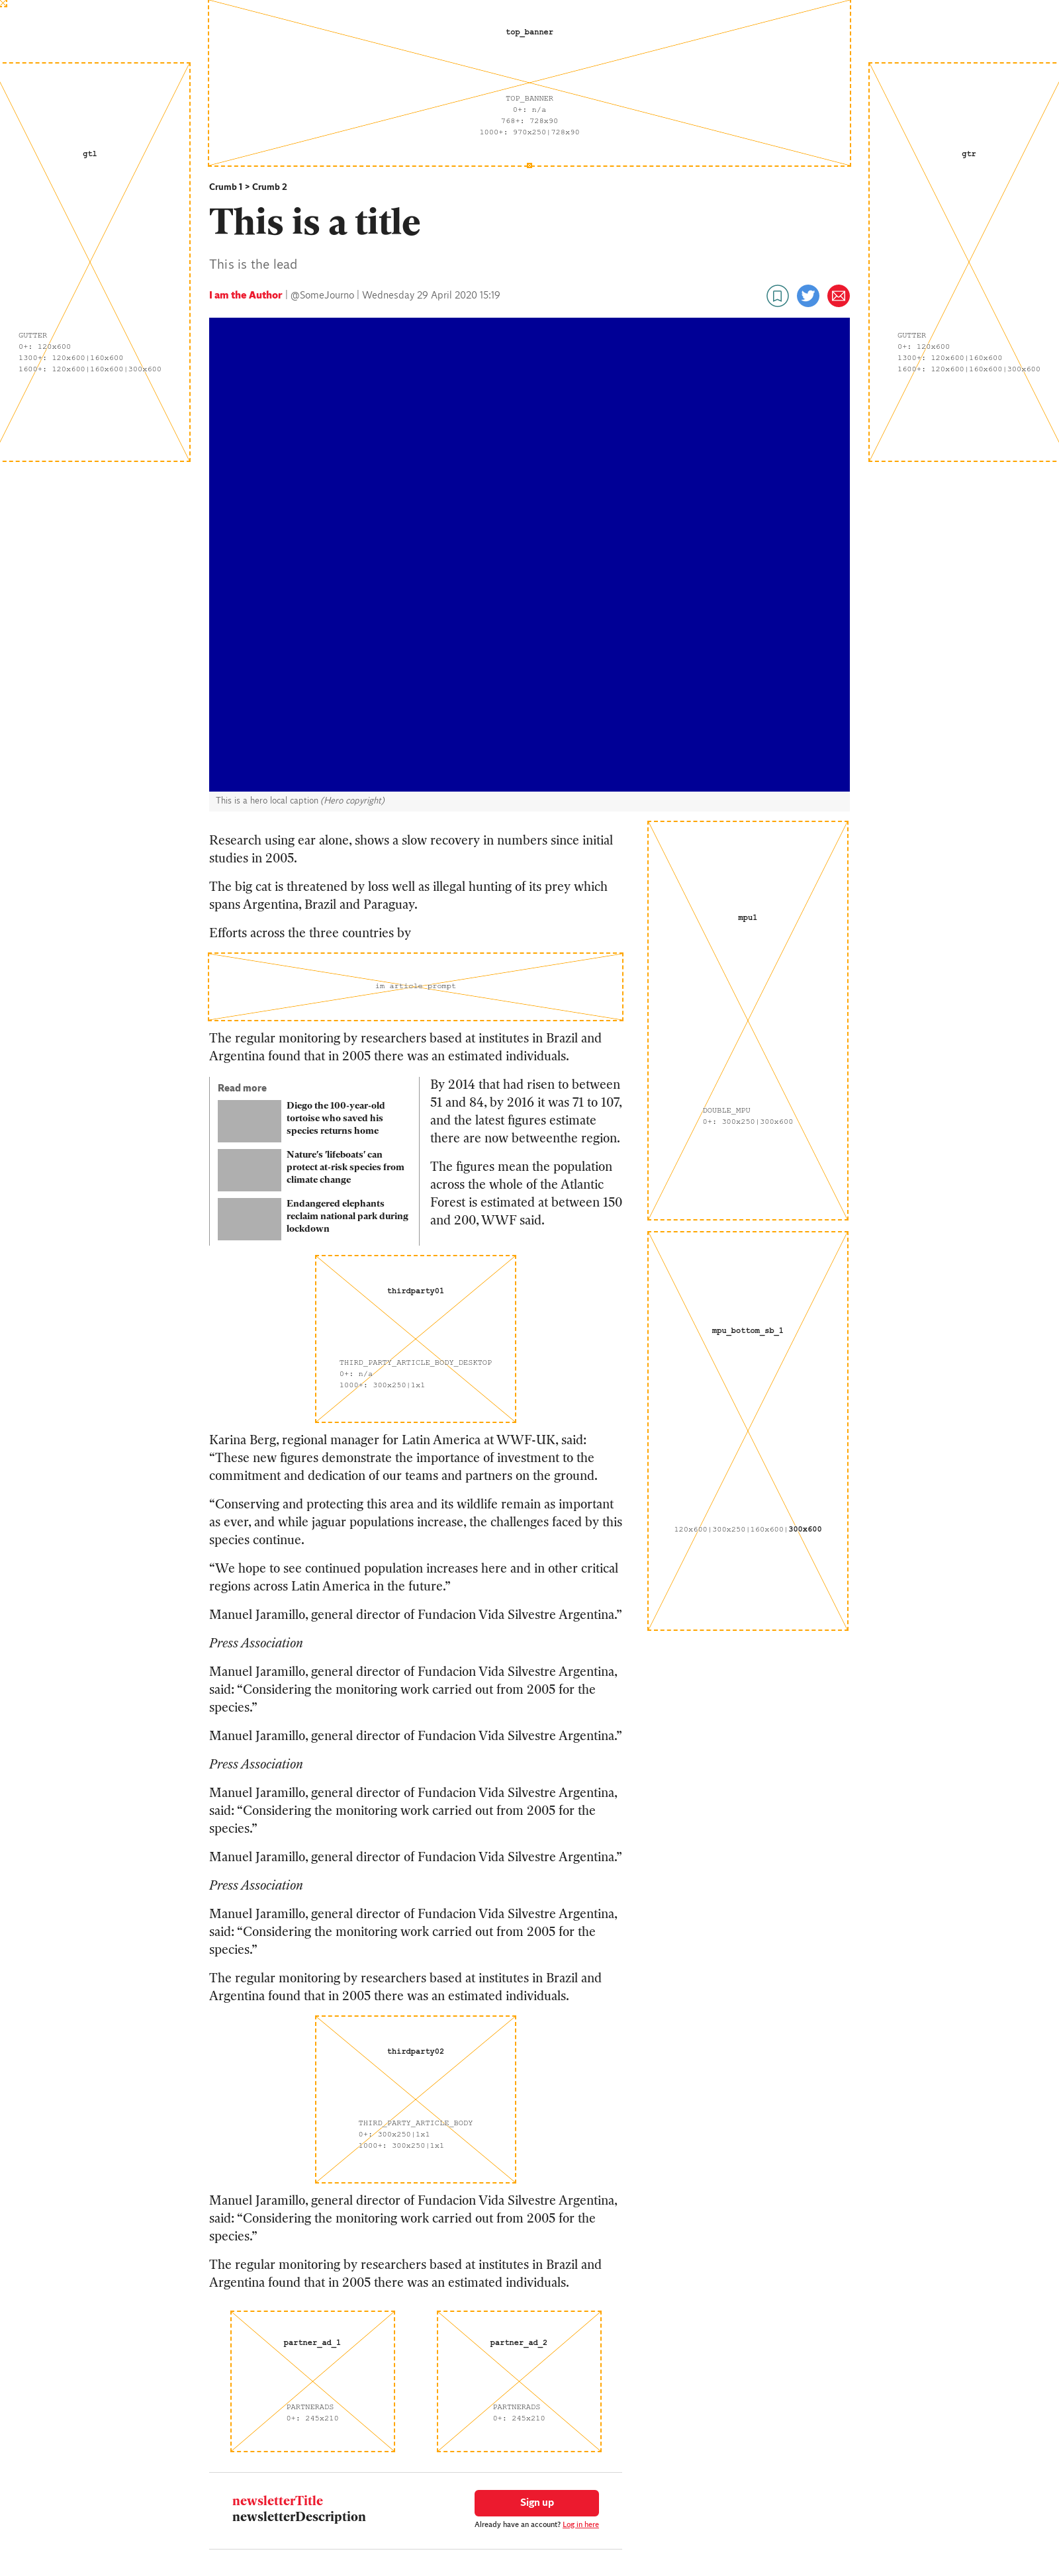 top_banner
TOP_BANNER
0+: n/a
768+: 728x90
1000+: 970x250|728x90
gtl
GUTTER
0+: 120x600
1300+: 120x600|160x600
1600+: 120x600|160x600|300x600
gtr
GUTTER
0+: 120x600
1300+: 120x600|160x600
1600+: 120x600|160x600|300x600
Crumb 1 > Crumb 2
This is a title
This is the lead
I am the Author | @SomeJourno | Wednesday 29 April 2020 15:19
This is a hero local caption (Hero copyright)
Research using ear alone, shows a slow recovery in numbers since initial
studies in 2005.
The big cat is threatened by loss well as illegal hunting of its prey which
spans Argentina, Brazil and Paraguay.
Efforts across the three countries by
im article prompt
The regular monitoring by researchers based at institutes in Brazil and
Argentina found that in 2005 there was an estimated individuals.
Read more
Diego the 100-year-old
tortoise who saved his
species returns home
Nature's 'lifeboats' can
protect at-risk species from
climate change
Endangered elephants
reclaim national park during
lockdown
By 2014 that had risen to between
51 and 84, by 2016 it was 71 to 107,
and the latest figures estimate
there are now betweenthe region.
The figures mean the population
across the whole of the Atlantic
Forest is estimated at between 150
and 200, WWF said.
thirdparty01
THIRD_PARTY_ARTICLE_BODY_DESKTOP
0+: n/a
1000+: 300x250|1x1
Karina Berg, regional manager for Latin America at WWF-UK, said:
“These new figures demonstrate the importance of investment to the
commitment and dedication of our teams and partners on the ground.
“Conserving and protecting this area and its wildlife remain as important
as ever, and while jaguar populations increase, the challenges faced by this
species continue.
“We hope to see continued population increases here and in other critical
regions across Latin America in the future.”
Manuel Jaramillo, general director of Fundacion Vida Silvestre Argentina.”
Press Association
Manuel Jaramillo, general director of Fundacion Vida Silvestre Argentina,
said: “Considering the monitoring work carried out from 2005 for the
species.”
Manuel Jaramillo, general director of Fundacion Vida Silvestre Argentina.”
Press Association
Manuel Jaramillo, general director of Fundacion Vida Silvestre Argentina,
said: “Considering the monitoring work carried out from 2005 for the
species.”
Manuel Jaramillo, general director of Fundacion Vida Silvestre Argentina.”
Press Association
Manuel Jaramillo, general director of Fundacion Vida Silvestre Argentina,
said: “Considering the monitoring work carried out from 2005 for the
species.”
The regular monitoring by researchers based at institutes in Brazil and
Argentina found that in 2005 there was an estimated individuals.
thirdparty02
THIRD_PARTY_ARTICLE_BODY
0+: 300x250|1x1
1000+: 300x250|1x1
Manuel Jaramillo, general director of Fundacion Vida Silvestre Argentina,
said: “Considering the monitoring work carried out from 2005 for the
species.”
The regular monitoring by researchers based at institutes in Brazil and
Argentina found that in 2005 there was an estimated individuals.
partner_ad_1
PARTNERADS
0+: 245x210
partner_ad_2
PARTNERADS
0+: 245x210
newsletterTitle
newsletterDescription
Sign up
Already have an account? Log in here
mpu1
DOUBLE_MPU
0+: 300x250|300x600
mpu_bottom_sb_1
120x600|300x250|160x600|300x600